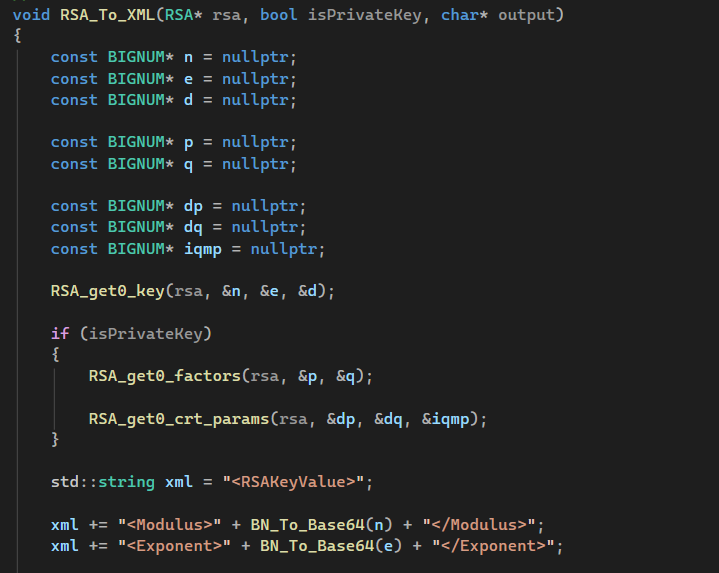 void RSA_To_XML(RSA* rsa, bool isPrivateKey, char* output)
{
    const BIGNUM* n = nullptr;
    const BIGNUM* e = nullptr;
    const BIGNUM* d = nullptr;

    const BIGNUM* p = nullptr;
    const BIGNUM* q = nullptr;

    const BIGNUM* dp = nullptr;
    const BIGNUM* dq = nullptr;
    const BIGNUM* iqmp = nullptr;

    RSA_get0_key(rsa, &n, &e, &d);

    if (isPrivateKey)
    {
        RSA_get0_factors(rsa, &p, &q);

        RSA_get0_crt_params(rsa, &dp, &dq, &iqmp);
    }

    std::string xml = "<RSAKeyValue>";

    xml += "<Modulus>" + BN_To_Base64(n) + "</Modulus>";
    xml += "<Exponent>" + BN_To_Base64(e) + "</Exponent>";